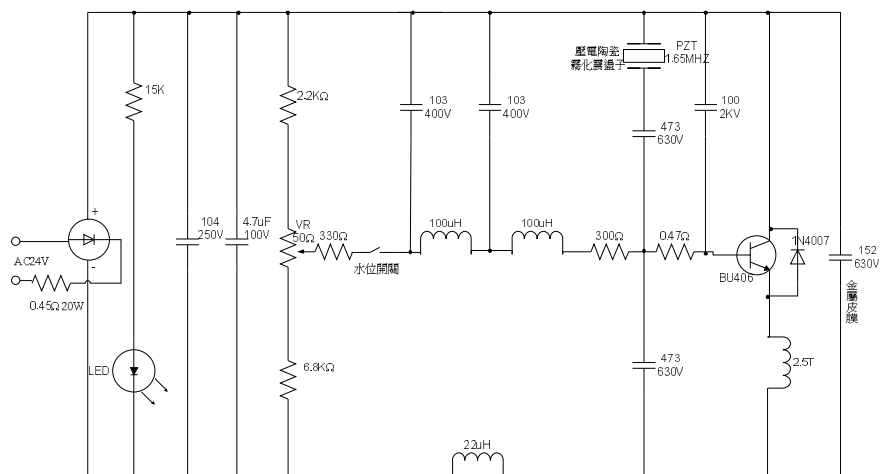 壓電陶瓷
霧化震盪子
PZT
1.65MHZ
15K
2.2KΩ
103
400V
103
400V
100
2KV
473
630V
+
-
AC24V
0.45Ω 20W
104
250V
4.7uF
100V
VR
50Ω
330Ω
水位開關
100uH
100uH
300Ω
0.47Ω
BU406
1N4007
152
630V
金屬皮膜
LED
6.8KΩ
473
630V
2.5T
22uH